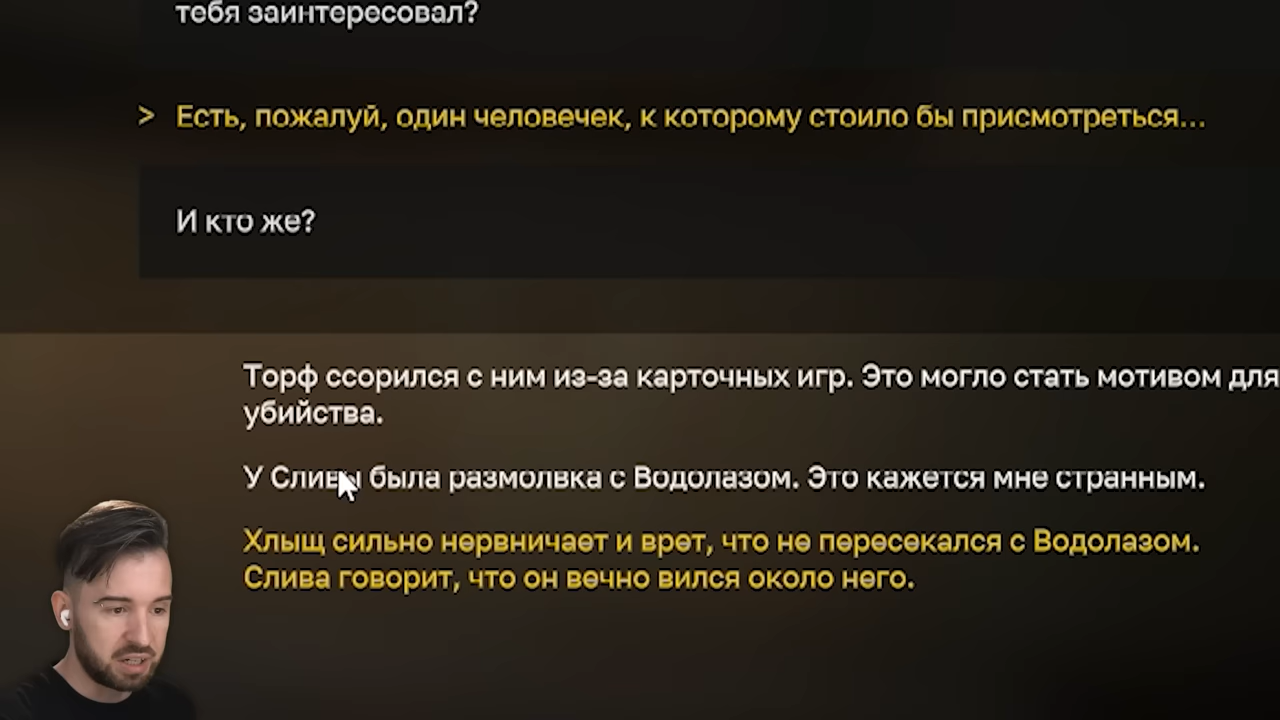 тебя заинтересовал?
> Есть, пожалуй, один человечек, к которому стоило бы присмотреться...
И кто же?
Торф ссорился с ним из-за карточных игр. Это могло стать мотивом для
убийства.
У Сливы была размолвка с Водолазом. Это кажется мне странным.
Хлыщ сильно нервничает и врет, что не пересекался с Водолазом.
Слива говорит, что он вечно вился около него.